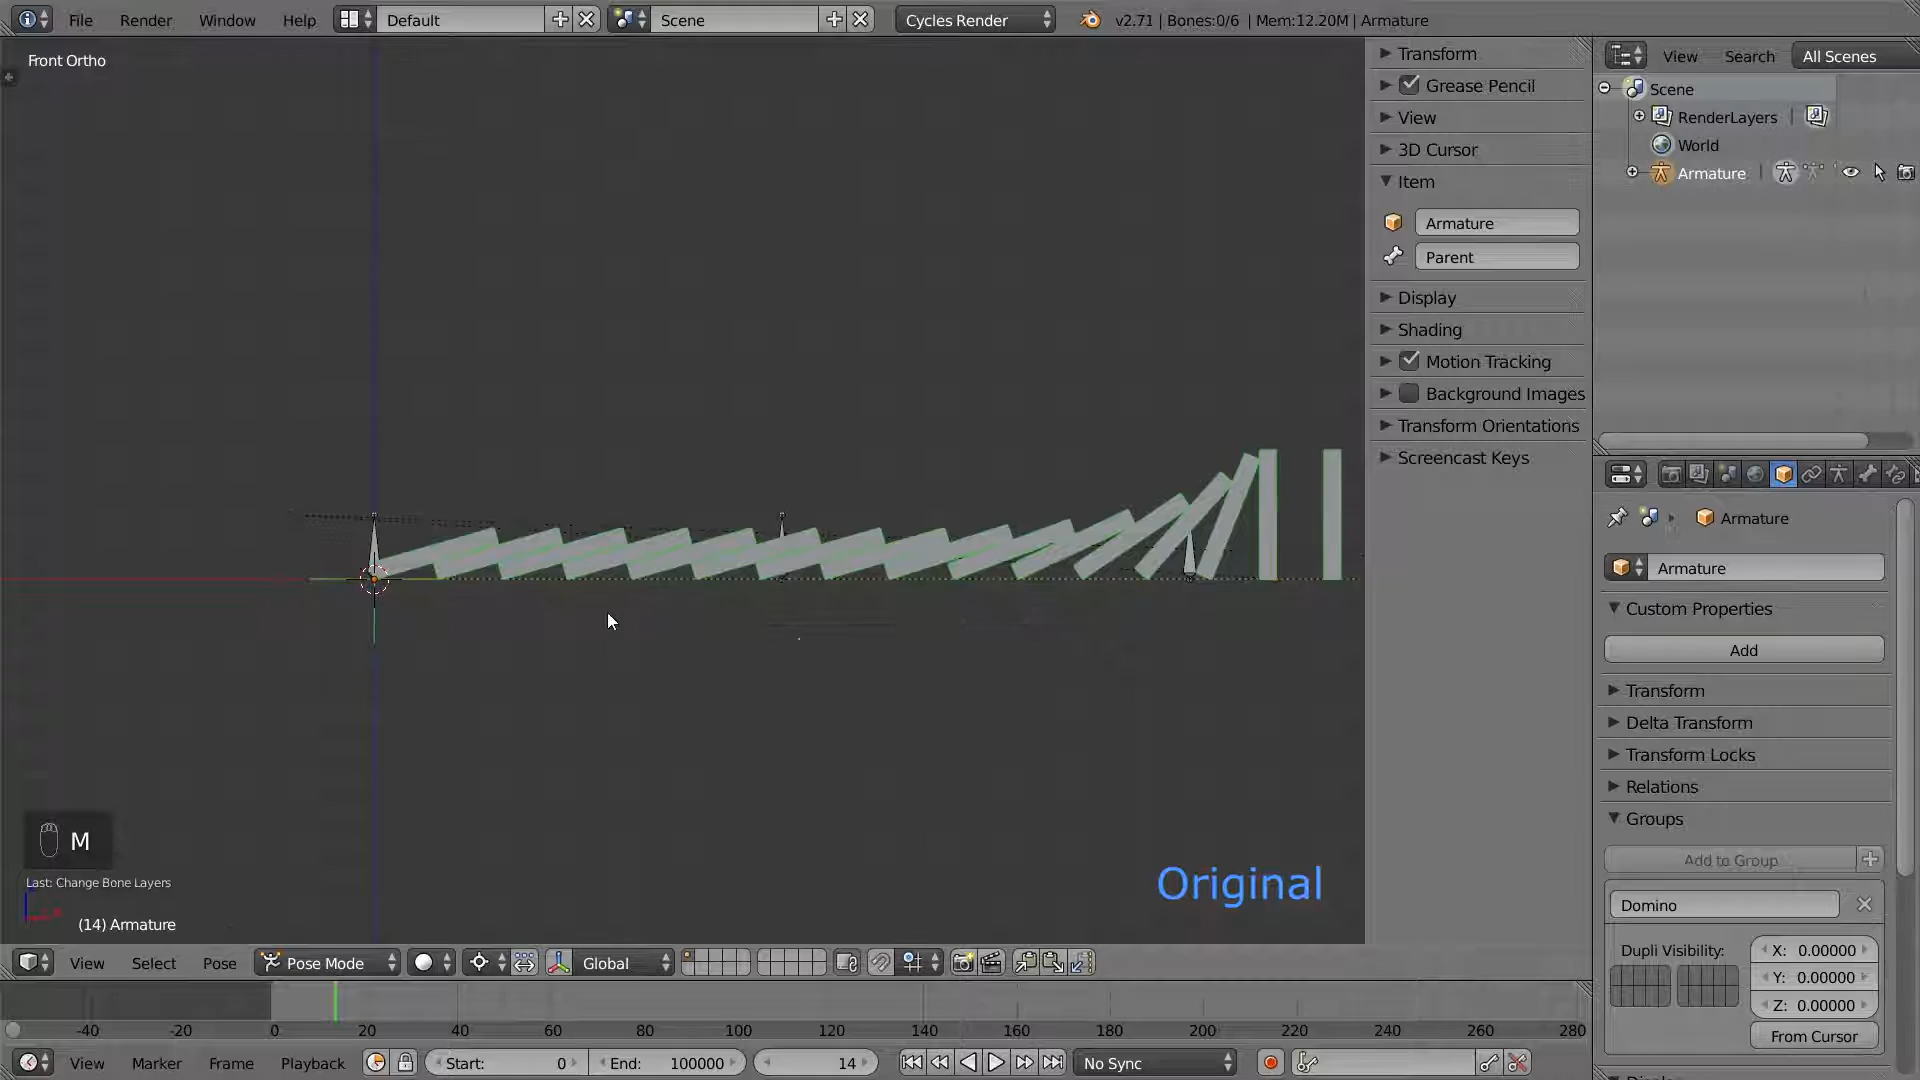 File Render Window Help Default Scene Cycles Render v2.71 | Bones:0/6 | Mem:12.20M | Armature
Front Ortho
Transform
Grease Pencil
View
3D Cursor
Item
Armature
Parent
Display
Shading
Motion Tracking
Background Images
Transform Orientations
Screencast Keys
View Search All Scenes
Scene
RenderLayers
World
Armature
Armature
Armature
Custom Properties
Add
Transform
Delta Transform
Transform Locks
Relations
Groups
Add to Group
Domino
Dupli Visibility: X: 0.00000
Y: 0.00000
Z: 0.00000
From Cursor
M
Last: Change Bone Layers
(14) Armature
Original
View Select Pose Pose Mode Global
-40 -20 0 20 40 60 80 100 120 140 160 180 200 220 240 260 280
View Marker Frame Playback Start: 0 End: 100000 14 No Sync